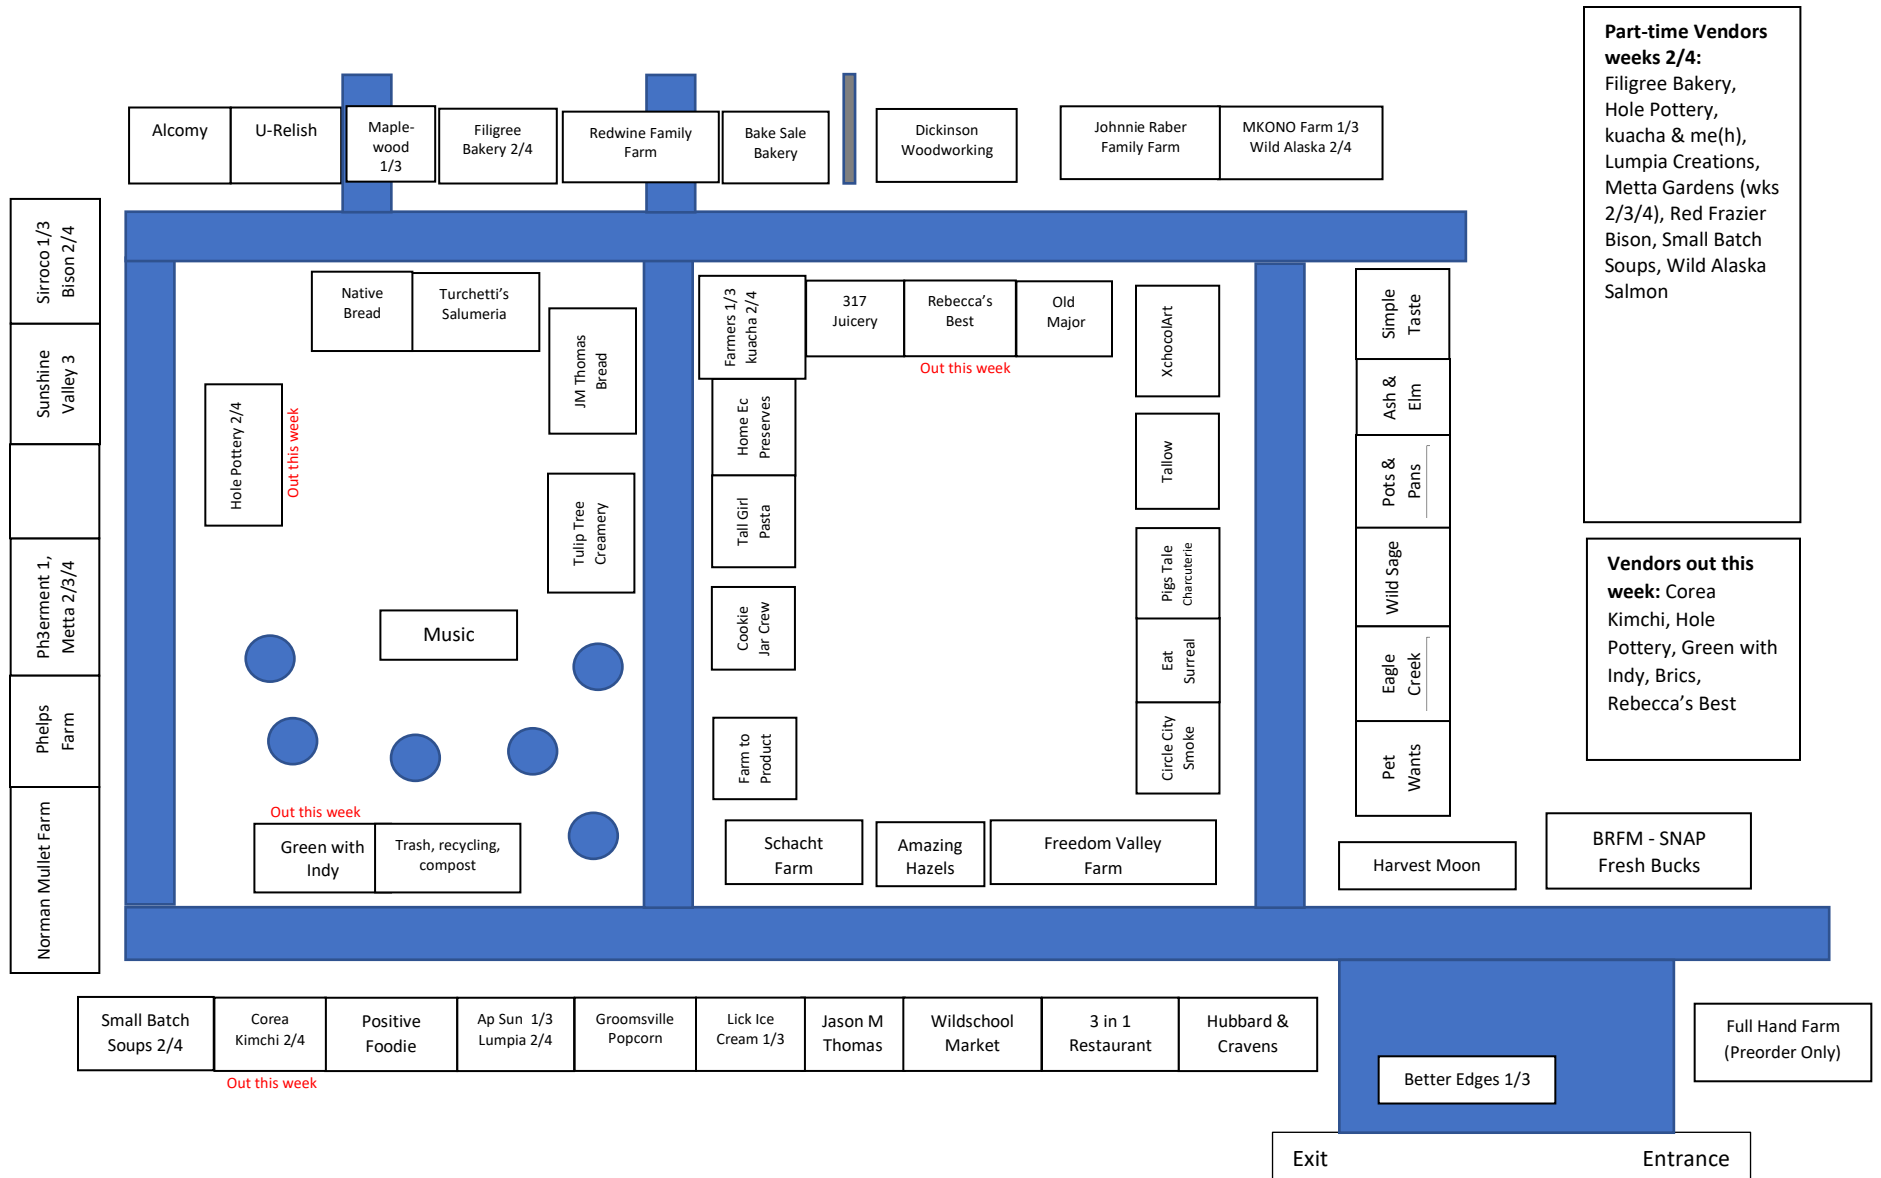 Part-time Vendors
weeks 2/4:
Filigree Bakery,
Hole Pottery,
kuacha & me(h),
Lumpia Creations,
Metta Gardens (wks
2/3/4), Red Frazier
Bison, Small Batch
Soups, Wild Alaska
Salmon
Alcomy
U-Relish
Maple-
wood
1/3
Filigree
Bakery 2/4
Redwine Family
Farm
Bake Sale
Bakery
Dickinson
Woodworking
Johnnie Raber
Family Farm
MKONO Farm 1/3
Wild Alaska 2/4
Sirroco 1/3
Bison 2/4
Sunshine
Valley 3
Ph3erment 1,
Metta 2/3/4
Phelps
Farm
Norman Mullet Farm
Native
Bread
Turchetti’s
Salumeria
JM Thomas
Bread
Hole Pottery 2/4
Out this week
Tulip Tree
Creamery
Music
Out this week
Green with
Indy
Trash, recycling,
compost
Farmers 1/3
kuacha 2/4
317
Juicery
Rebecca’s
Best
Out this week
Old
Major
Home Ec
Preserves
Tall Girl
Pasta
Cookie
Jar Crew
Farm to
Product
XchocolArt
Tallow
Pigs Tale
Charcuterie
Eat
Surreal
Circle City
Smoke
Schacht
Farm
Amazing
Hazels
Freedom Valley
Farm
Simple
Taste
Ash &
Elm
Pots &
Pans
Wild Sage
Eagle
Creek
Pet
Wants
Harvest Moon
BRFM - SNAP
Fresh Bucks
Vendors out this
week: Corea
Kimchi, Hole
Pottery, Green with
Indy, Brics,
Rebecca’s Best
Small Batch
Soups 2/4
Corea
Kimchi 2/4
Out this week
Positive
Foodie
Ap Sun 1/3
Lumpia 2/4
Groomsville
Popcorn
Lick Ice
Cream 1/3
Jason M
Thomas
Wildschool
Market
3 in 1
Restaurant
Hubbard &
Cravens
Better Edges 1/3
Full Hand Farm
(Preorder Only)
Exit
Entrance